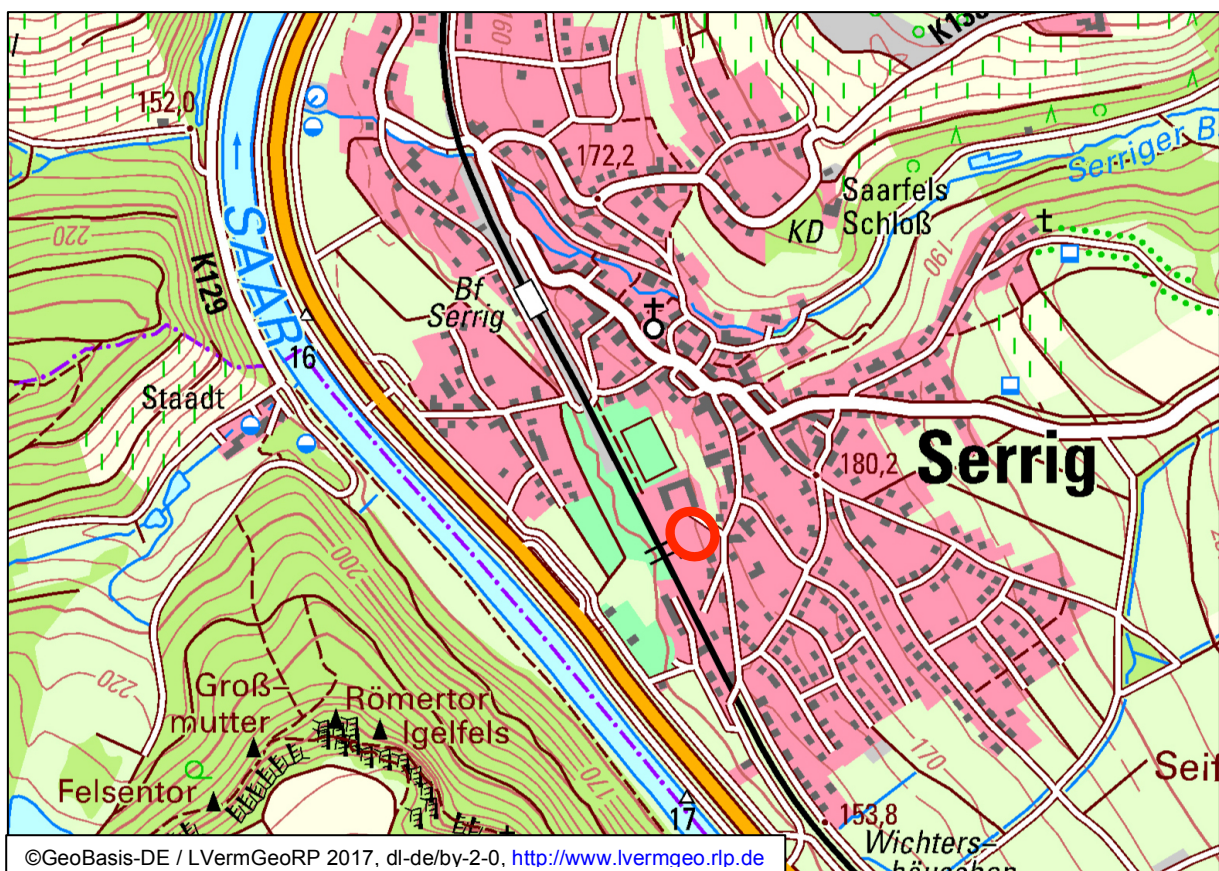 160
K13
152,0
172,2
Serriger B
Saarfels
Schloß
KD
220
190
SAAR
K129
Bf
Serrig
16
Staadt
180,2
Serrig
200
220
Groß-
mutter
Römertor
Igelfels
Felsentor
170
170
Seif
17
153,8
Wichters-
häuschen
©GeoBasis-DE / LVermGeoRP 2017, dl-de/by-2-0, http://www.lvermgeo.rlp.de